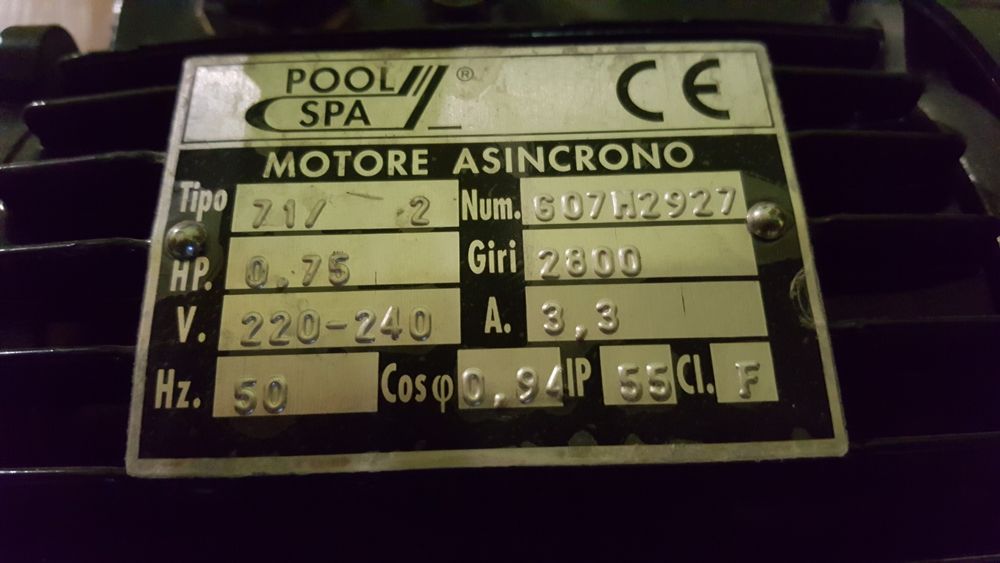 POOL ®
SPA
CE
MOTORE ASINCRONO
Tipo 71/ 2 Num. 607H2927
HP. 0,75 Giri 2800
V. 220-240 A. 3,3
Hz. 50 Cosφ 0,94 IP 55 Cl. F